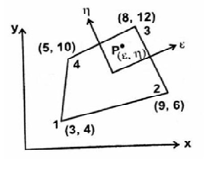 η
(8, 12)
y
3
(5, 10)
P
ε
(ε, η)
4
2
1
(9, 6)
(3, 4)
x